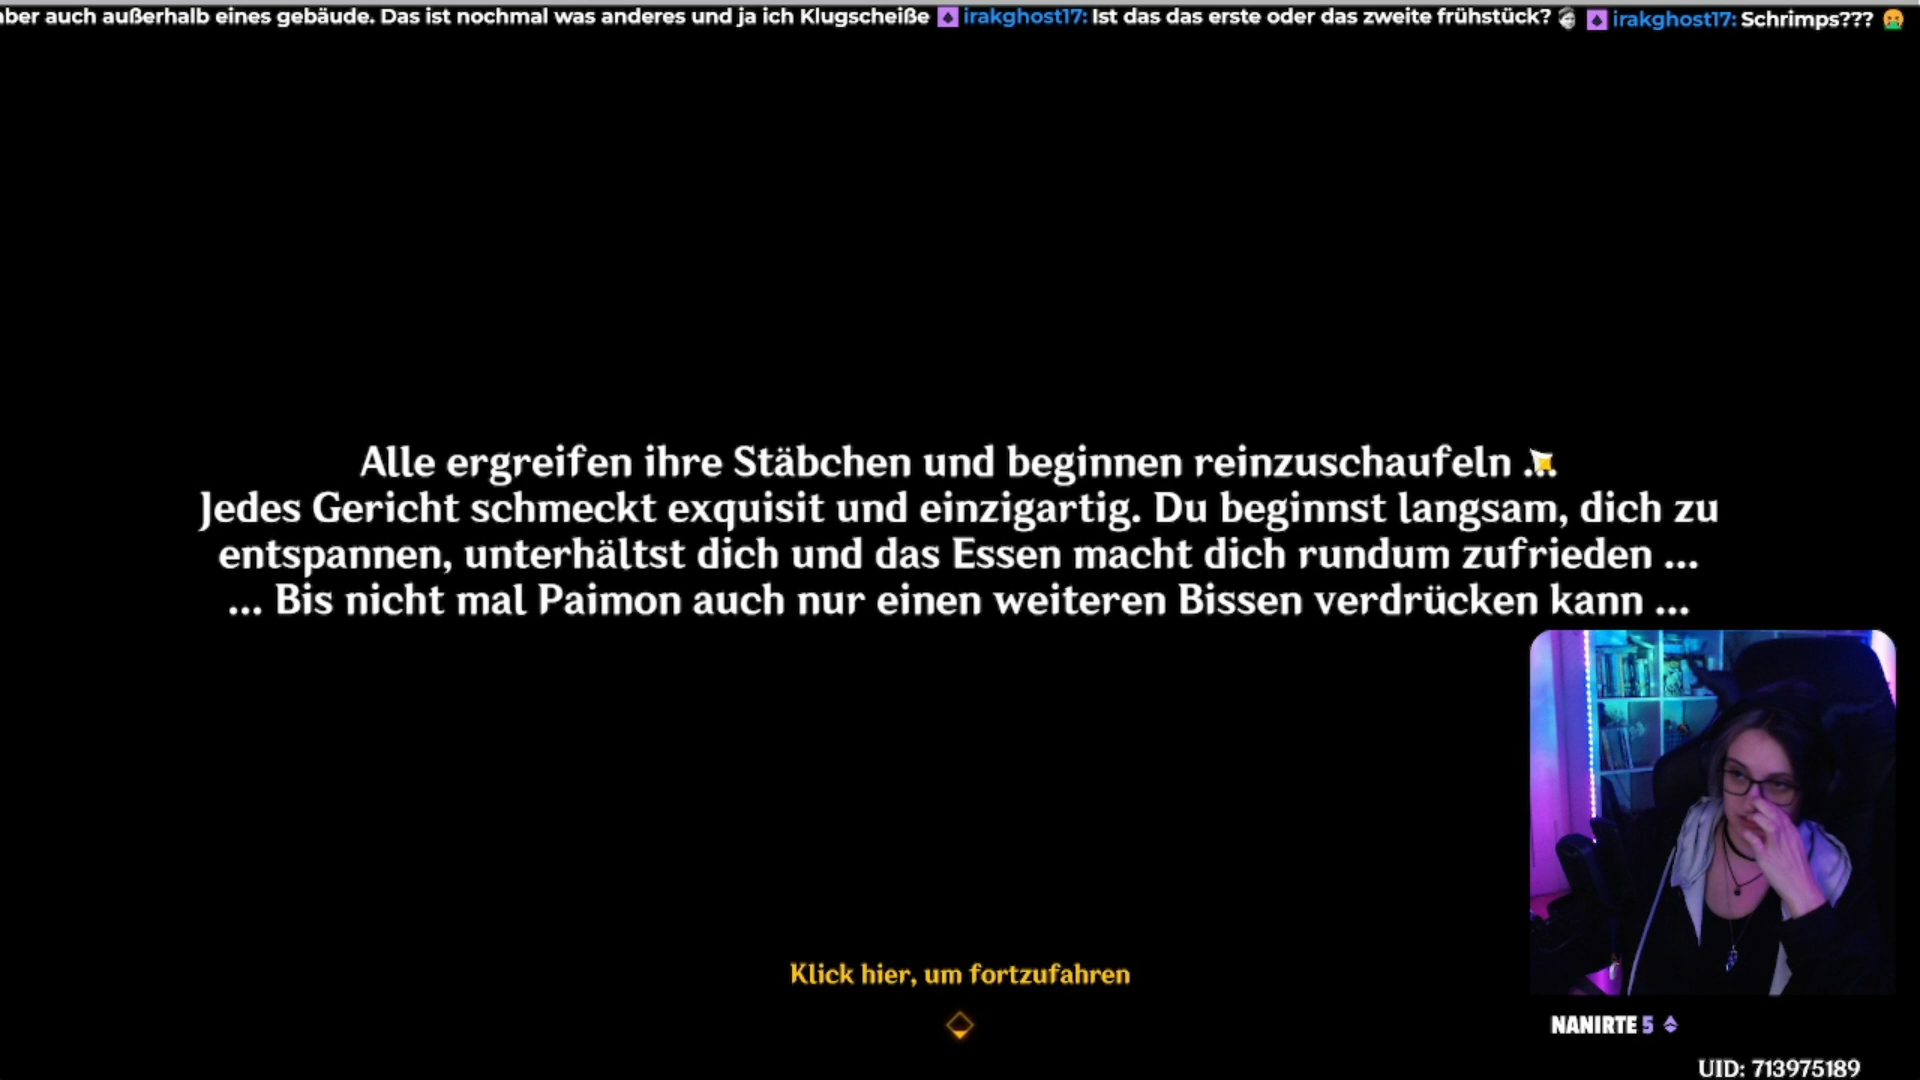 aber auch außerhalb eines gebäude. Das ist nochmal was anderes und ja ich Klugscheiße irakghost17: Ist das das erste oder das zweite frühstück? irakghost17: Schrimps???
Alle ergreifen ihre Stäbchen und beginnen reinzuschaufeln ...
Jedes Gericht schmeckt exquisit und einzigartig. Du beginnst langsam, dich zu
entspannen, unterhältst dich und das Essen macht dich rundum zufrieden ...
... Bis nicht mal Paimon auch nur einen weiteren Bissen verdrücken kann ...
Klick hier, um fortzufahren
NANIRTE 5
UID: 713975189